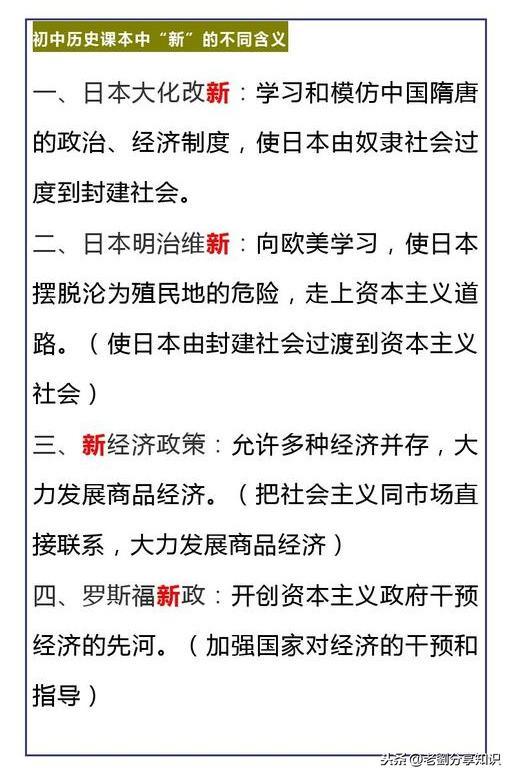 初中历史课本中“新”的不同含义
一、日本大化改新：学习和模仿中国隋唐
的政治、经济制度，使日本由奴隶社会过
度到封建社会。
二、日本明治维新：向欧美学习，使日本
摆脱沦为殖民地的危险，走上资本主义道
路。（使日本由封建社会过渡到资本主义
社会）
三、新经济政策：允许多种经济并存，大
力发展商品经济。（把社会主义同市场直
接联系，大力发展商品经济）
四、罗斯福新政：开创资本主义政府干预
经济的先河。（加强国家对经济的干预和
指导）
头条@老劉分享知识